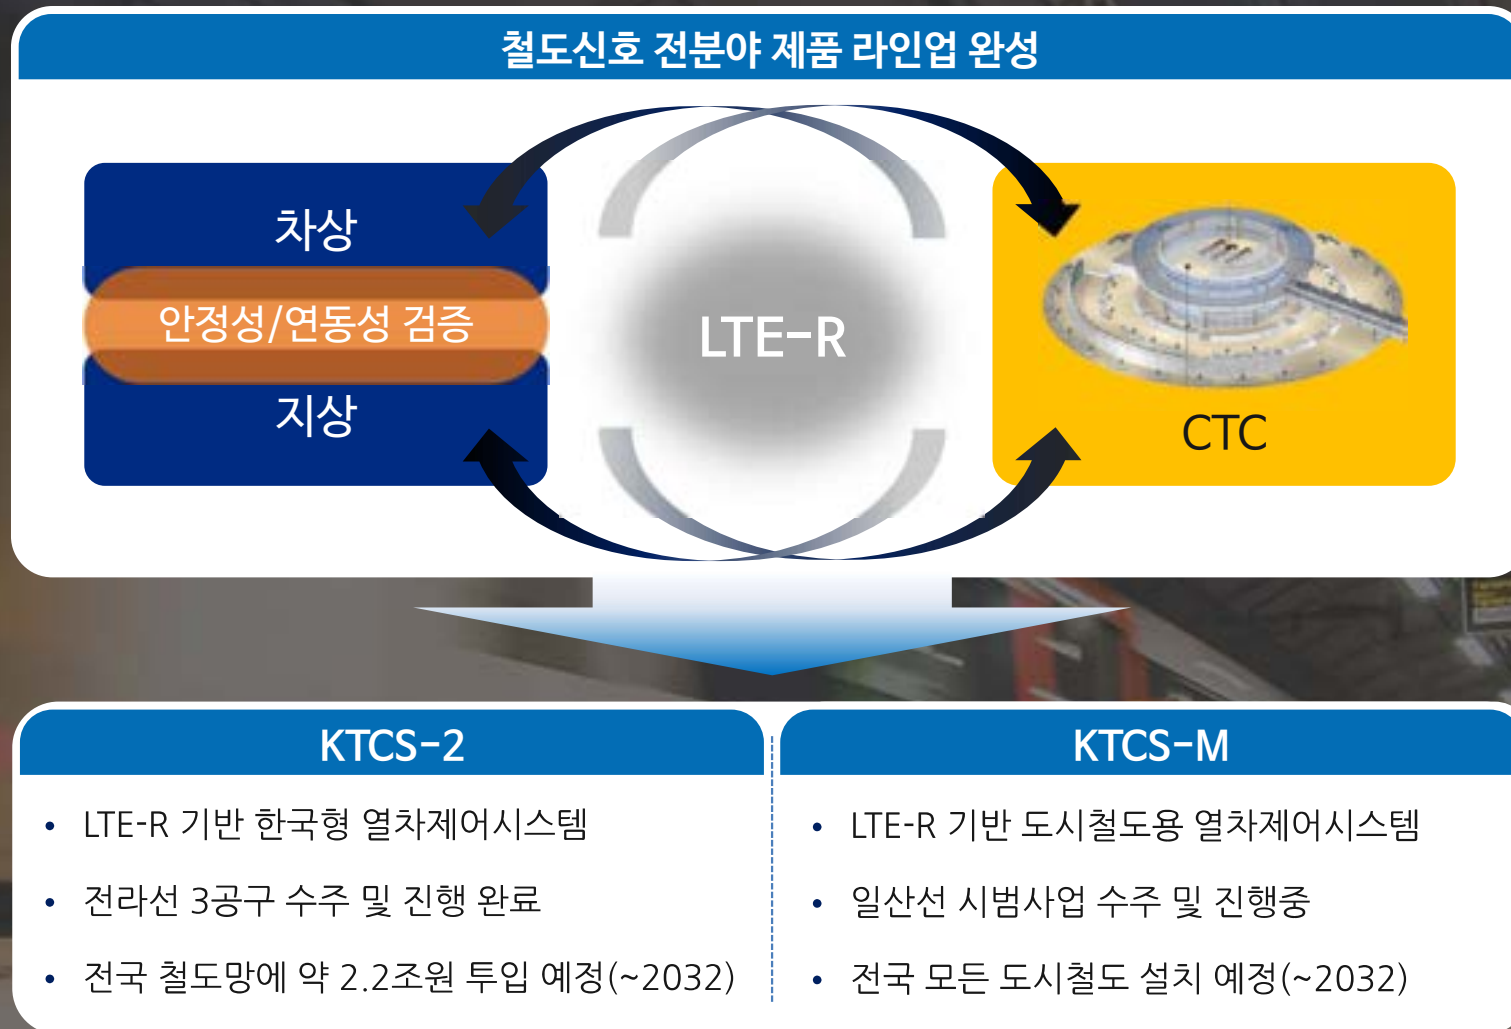 철도신호 전분야 제품 라인업 완성
차상
안정성/연동성 검증
지상
LTE-R
CTC
KTCS-2
• LTE-R 기반 한국형 열차제어시스템
• 전라선 3공구 수주 및 진행 완료
• 전국 철도망에 약 2.2조원 투입 예정(~2032)
KTCS-M
• LTE-R 기반 도시철도용 열차제어시스템
• 일산선 시범사업 수주 및 진행중
• 전국 모든 도시철도 설치 예정(~2032)